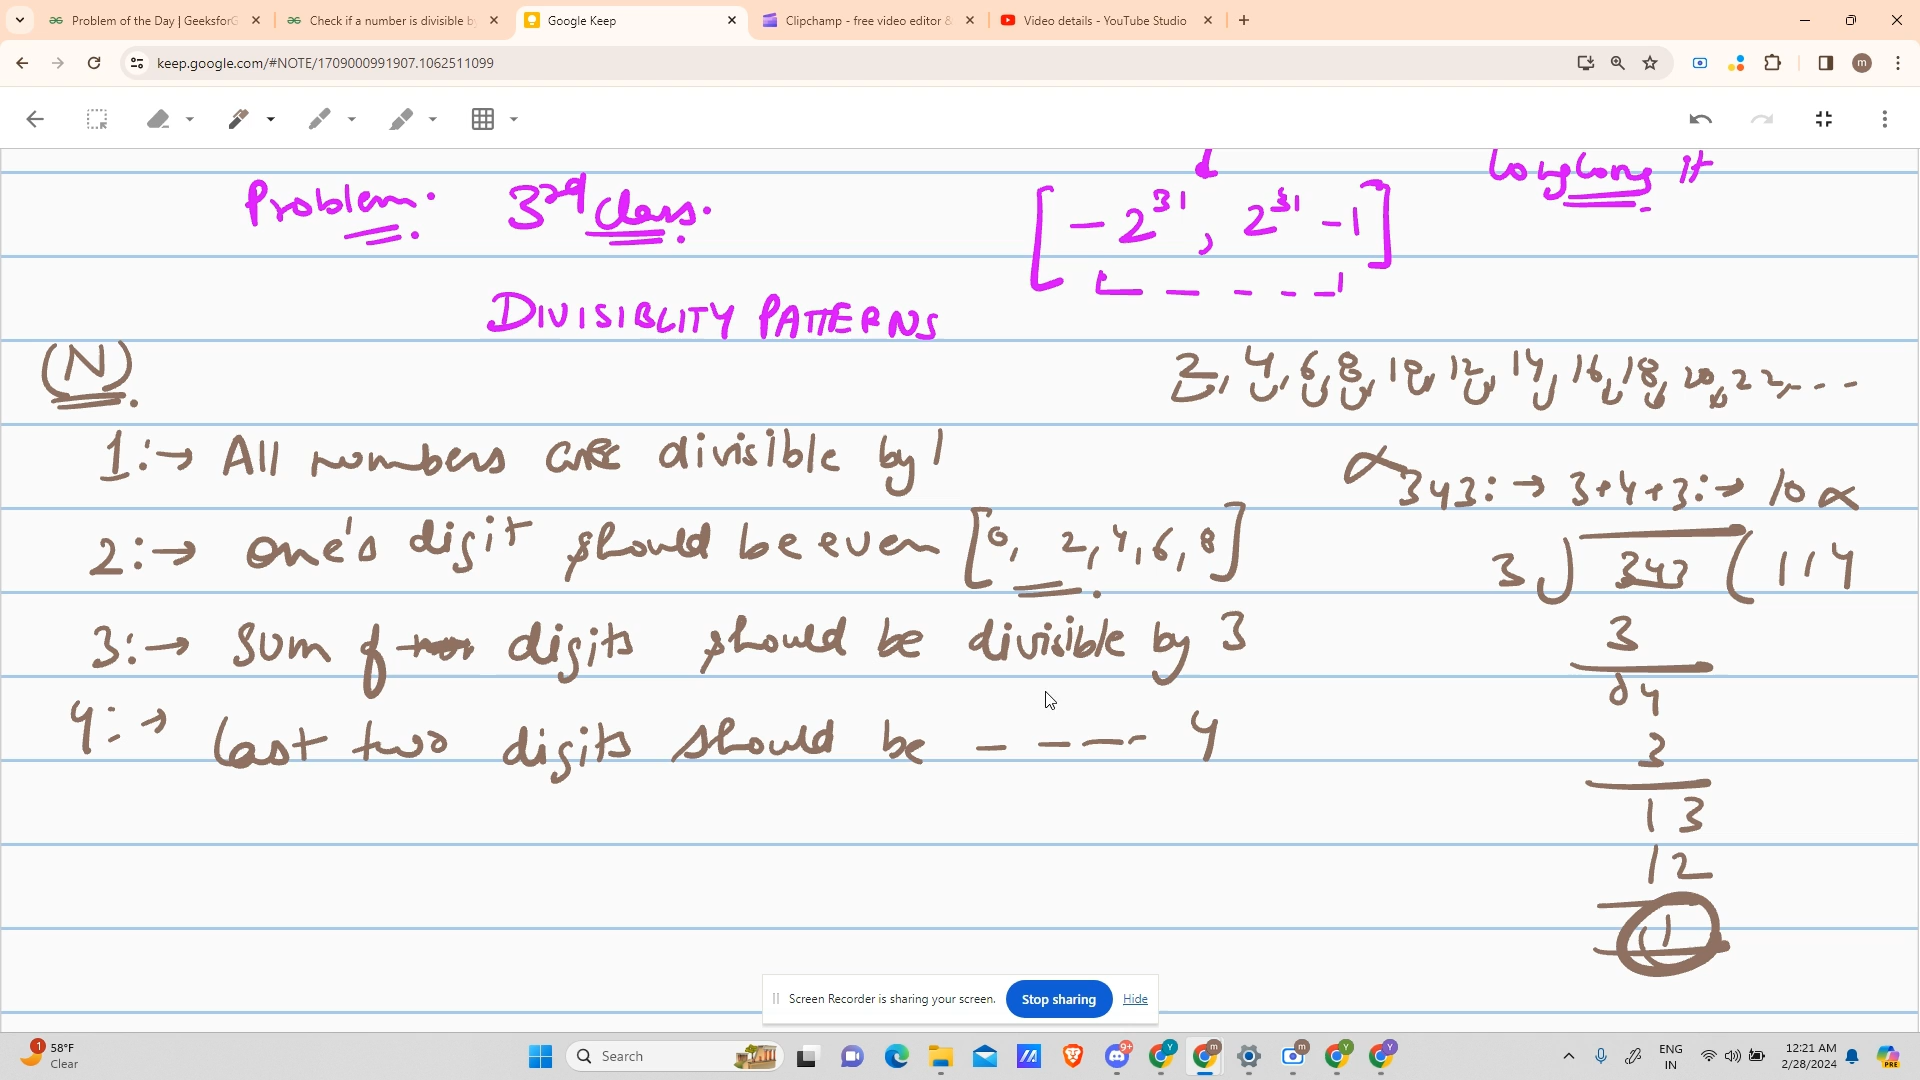 Problem of the Day | GeeksforG
Check if a number is divisible by
Google Keep
Clipchamp - free video editor &
Video details - YouTube Studio
keep.google.com/#NOTE/1709000991907.1062511099
m
Problem. 3rd class.
[-2^31, 2^31 -1]
DIVISIBLITY PATTERNS
(N)
2, 4, 6, 8, 10, 12, 14, 16, 18, 20, 22, ---
1:→ All numbers are divisible by 1
343:→ 3+4+3:→ 10
2:→ one's digit should be even [0, 2, 4, 6, 8]
3 343 ( 114
3:→ Sum of digits should be divisible by 3
3
04
4:→ last two digits should be - ---- 4
3
13
12
1
Screen Recorder is sharing your screen.
Stop sharing
Hide
1
58°F
Clear
Search
9+
ENG
IN
12:21 AM
2/28/2024
PRE